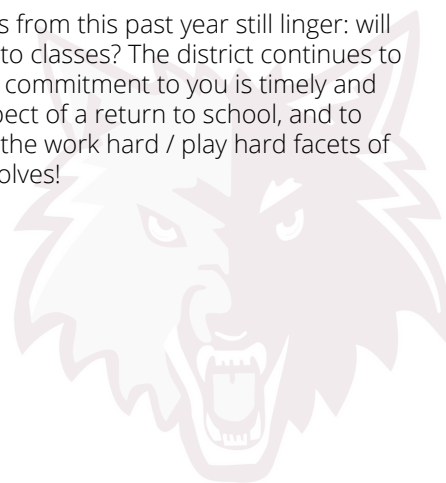 s from this past year still linger: will
to classes? The district continues to
commitment to you is timely and
pect of a return to school, and to
the work hard / play hard facets of
olves!